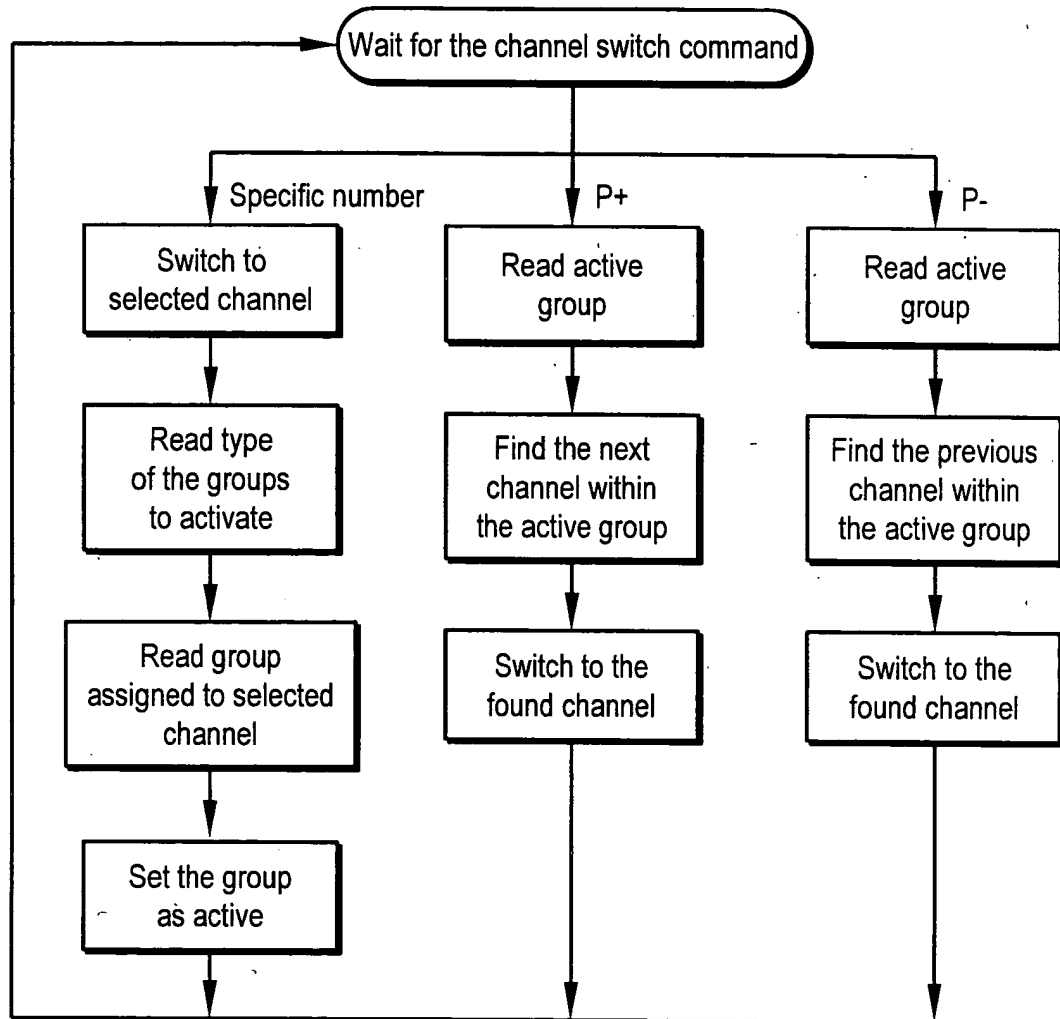 Wait for the channel switch command
Specific number
P+
P-
Switch to
selected channel
Read active
group
Read active
group
Read type
of the groups
to activate
Find the next
channel within
the active group
Find the previous
channel within
the active group
Read group
assigned to selected
channel
Switch to the
found channel
Switch to the
found channel
Set the group
as active